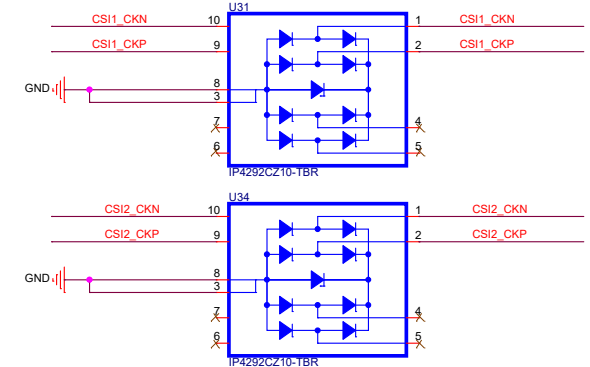 U31
CSI1_CKN 10 1 CSI1_CKN
CSI1_CKP 9 2 CSI1_CKP
GND 8
3
7 4
6 5
IP4292CZ10-TBR
U34
CSI2_CKN 10 1 CSI2_CKN
CSI2_CKP 9 2 CSI2_CKP
GND 8
3
7 4
6 5
IP4292CZ10-TBR